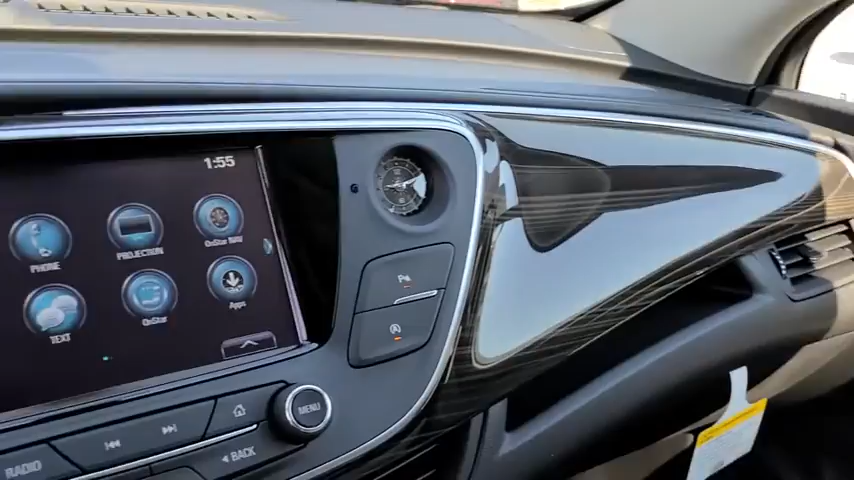 1:55
PHONE
PROJECTION
OnStar NAV
TEXT
OnStar
Apps
MENU
RADIO
BACK